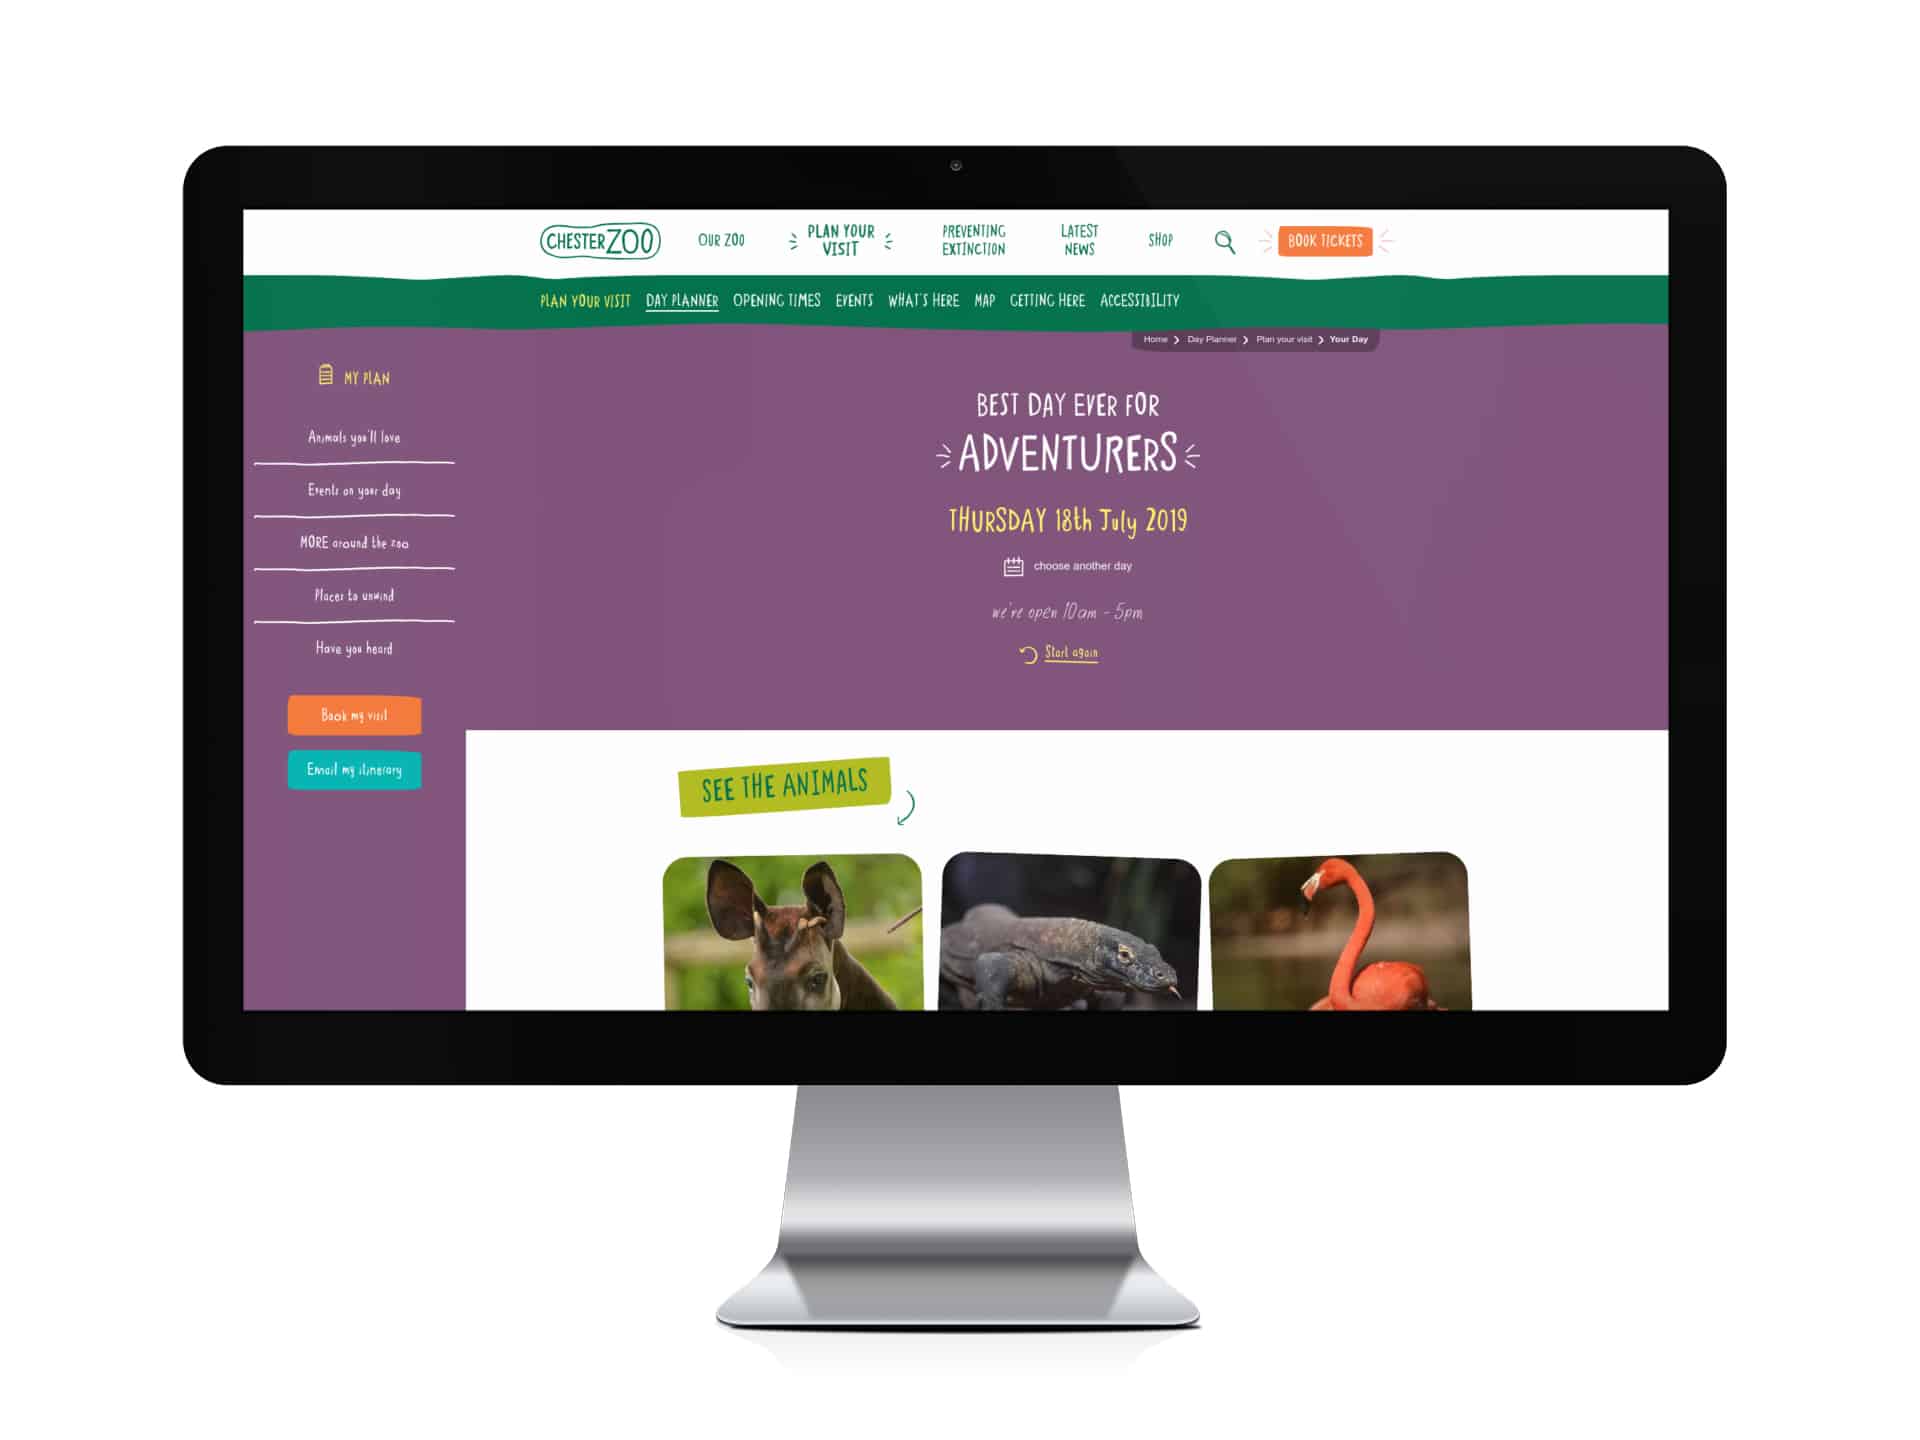 CHESTER ZOO
OUR ZOO
PLAN YOUR
VISIT
PREVENTING
EXTINCTION
LATEST
NEWS
SHOP
BOOK TICKETS
PLAN YOUR VISIT DAY PLANNER OPENING TIMES EVENTS WHAT'S HERE MAP GETTING HERE ACCESSIBILITY
Home > Day Planner > Plan your visit > Your Day
MY PLAN
Animals you'll love
Events on your day
MORE around the zoo
Places to unwind
Have you heard
Book my visit
Email my itinerary
BEST DAY EVER FOR
ADVENTURERS
THURSDAY 18th July 2019
choose another day
we're open 10am - 5pm
Start again
SEE THE ANIMALS